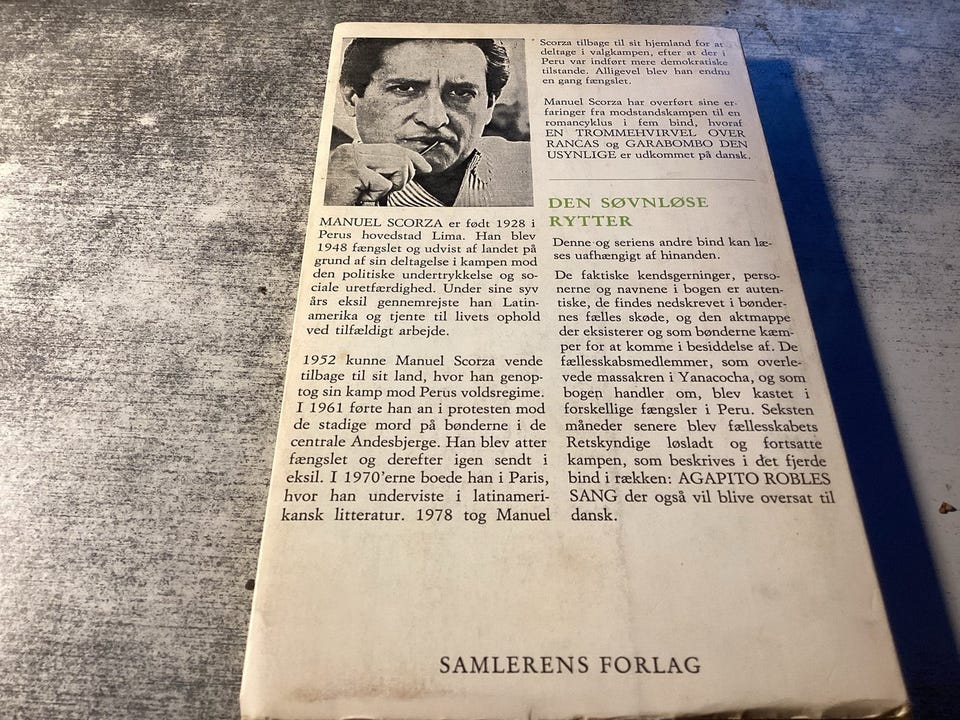 MANUEL SCORZA er født 1928 i
Perus hovedstad Lima. Han blev
1948 fængslet og udvist af landet på
grund af sin deltagelse i kampen mod
den politiske undertrykkelse og so-
ciale uretfærdighed. Under sine syv
års eksil gennemrejste han Latin-
amerika og tjente til livets ophold
ved tilfældigt arbejde.
1952 kunne Manuel Scorza vende
tilbage til sit land, hvor han genop-
tog sin kamp mod Perus voldsregime.
I 1961 førte han an i protesten mod
de stadige mord på bønderne i de
centrale Andesbjerge. Han blev atter
fængslet og derefter igen sendt i
eksil. I 1970'erne boede han i Paris,
hvor han underviste i latinameri-
kansk litteratur. 1978 tog Manuel
Scorza tilbage til sit hjemland for at
deltage i valgkampen, efter at der i
Peru var indført mere demokratiske
tilstande. Alligevel blev han endnu
en gang fængslet.
Manuel Scorza har overført sine er-
faringer fra modstandskampen til en
romancyklus i fem bind, hvoraf
EN TROMMEHVIRVEL OVER
RANCAS og GARABOMBO DEN
USYNLIGE er udkommet på dansk.
DEN SØVNLØSE
RYTTER
Denne og seriens andre bind kan læ-
ses uafhængigt af hinanden.
De faktiske kendsgerninger, perso-
nerne og navnene i bogen er auten-
tiske, de findes nedskrevet i bønder-
nes fælles skøde, og den aktmappe
der eksisterer og som bønderne kæm-
per for at komme i besiddelse af. De
fællesskabsmedlemmer, som overle-
vede massakren i Yanacocha, og som
bogen handler om, blev kastet i
forskellige fængsler i Peru. Seksten
måneder senere blev fællesskabets
Retskyndige løsladt og fortsatte
kampen, som beskrives i det fjerde
bind i rækken: AGAPITO ROBLES
SANG der også vil blive oversat til
dansk.
SAMLERENS FORLAG